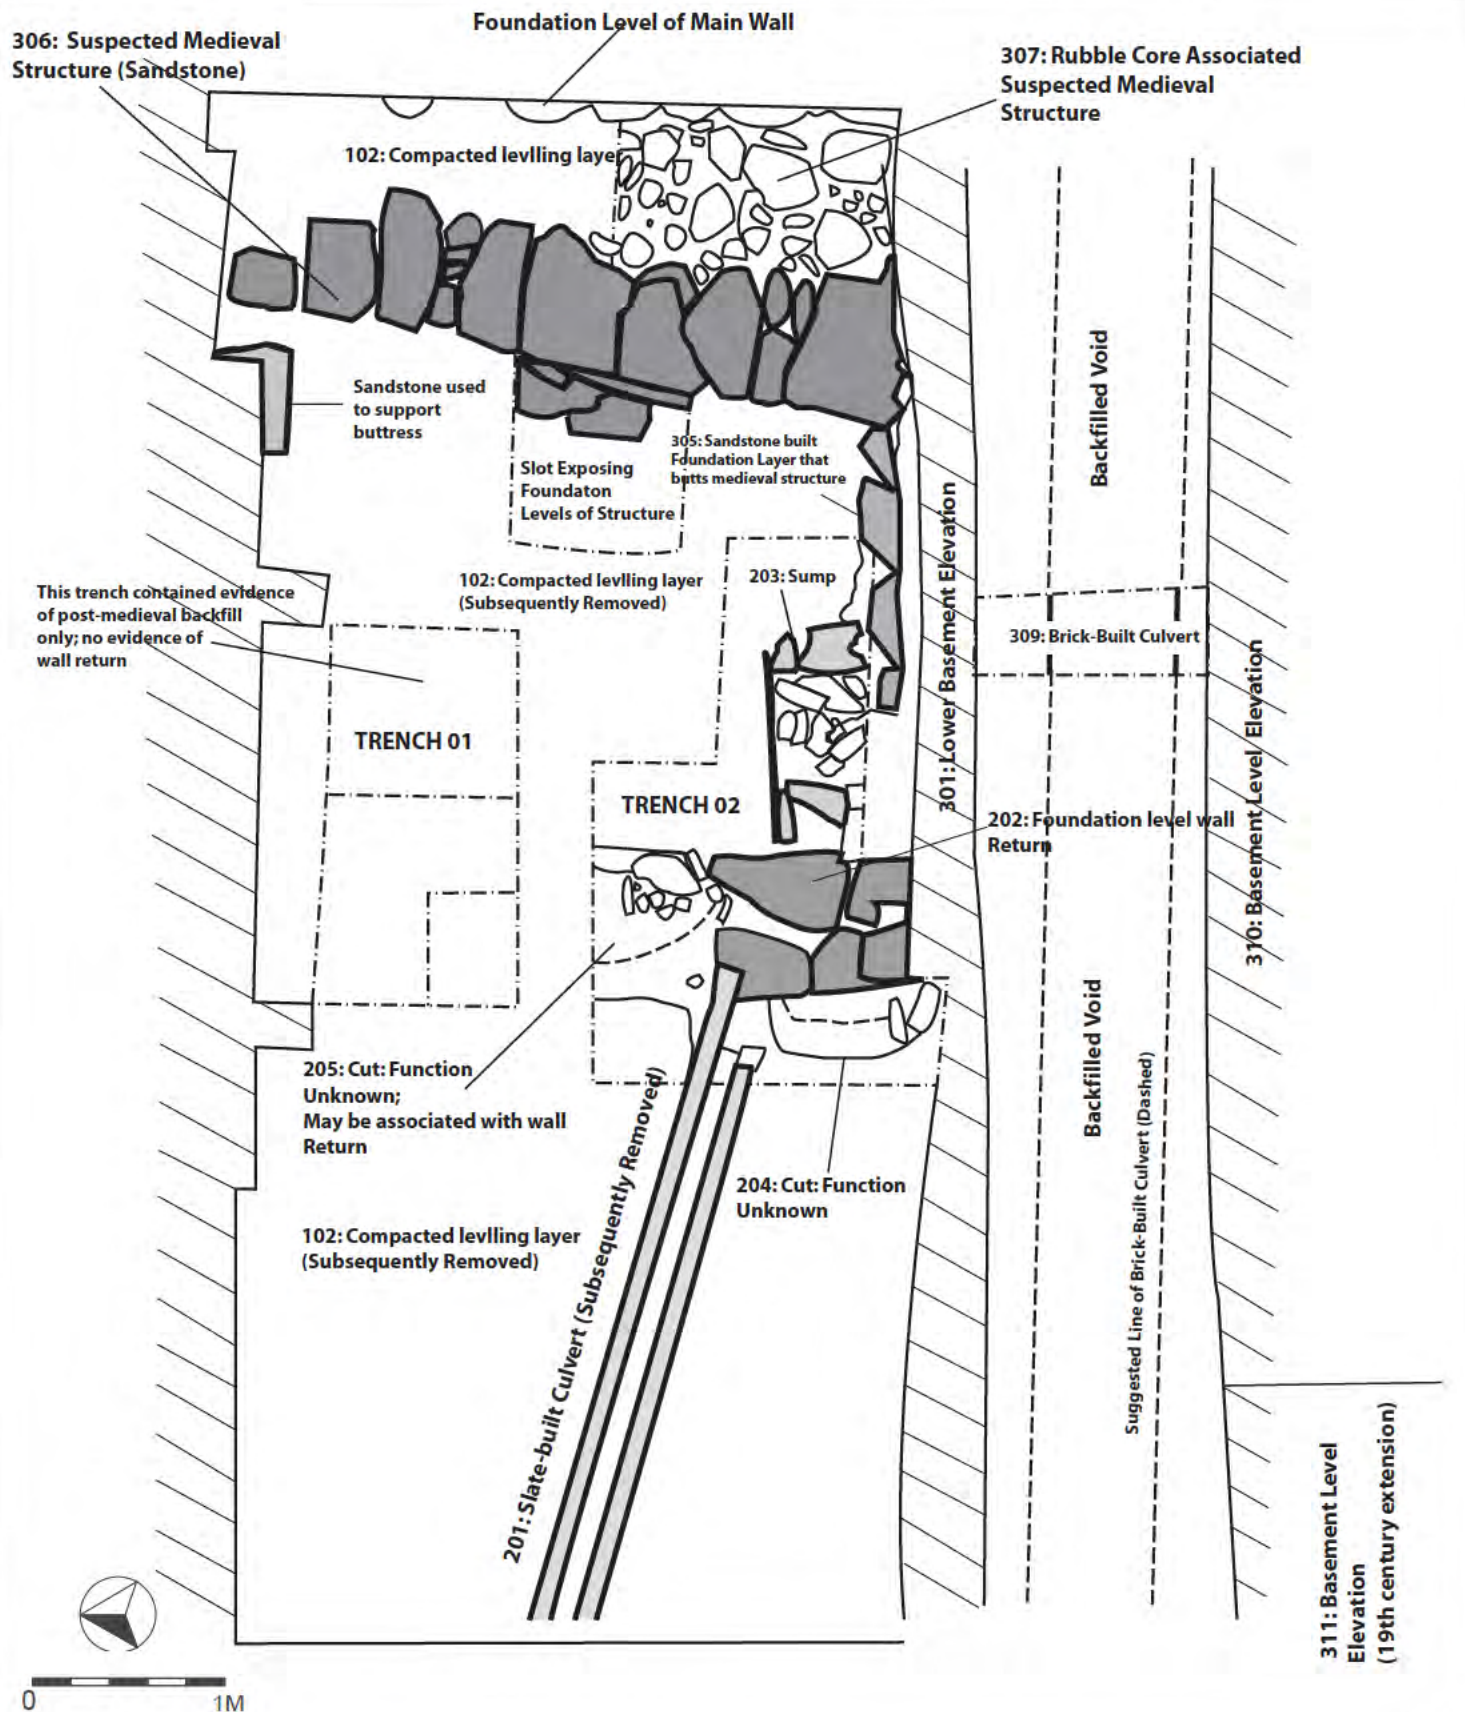 Foundation Level of Main Wall
306: Suspected Medieval
Structure (Sandstone)
307: Rubble Core Associated
Suspected Medieval
Structure
102: Compacted levlling layer
Sandstone used
to support
buttress
305: Sandstone built
Foundation Layer that
butts medieval structure
Slot Exposing
Foundaton
Levels of Structure
Backfilled Void
301: Lower Basement Elevation
102: Compacted levlling layer
(Subsequently Removed)
203: Sump
This trench contained evidence
of post-medieval backfill
only; no evidence of
wall return
309: Brick-Built Culvert
310: Basement Level Elevation
TRENCH 01
TRENCH 02
202: Foundation level wall
Return
Backfilled Void
Suggested Line of Brick-Built Culvert (Dashed)
205: Cut: Function
Unknown;
May be associated with wall
Return
201: Slate-built Culvert (Subsequently Removed)
204: Cut: Function
Unknown
102: Compacted levlling layer
(Subsequently Removed)
311: Basement Level
Elevation
(19th century extension)
0 1M